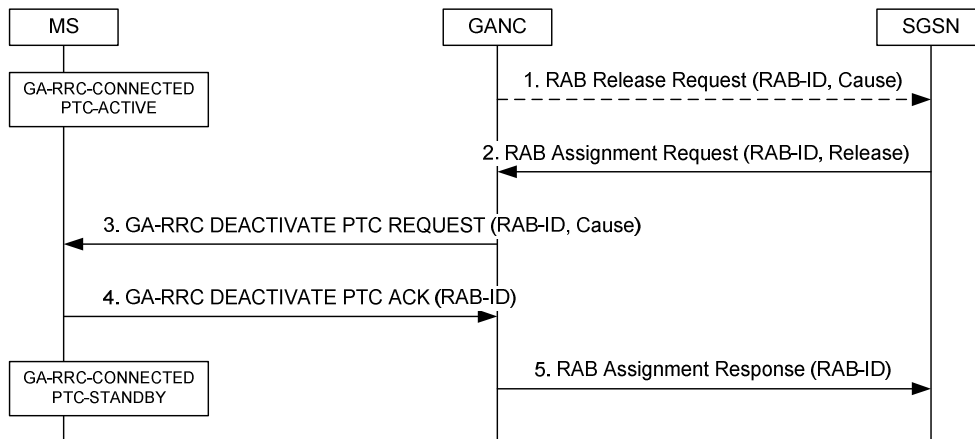 MS
GANC
SGSN
GA-RRC-CONNECTED
PTC-ACTIVE
1. RAB Release Request (RAB-ID, Cause)
2. RAB Assignment Request (RAB-ID, Release)
3. GA-RRC DEACTIVATE PTC REQUEST (RAB-ID, Cause)
4. GA-RRC DEACTIVATE PTC ACK (RAB-ID)
GA-RRC-CONNECTED
PTC-STANDBY
5. RAB Assignment Response (RAB-ID)